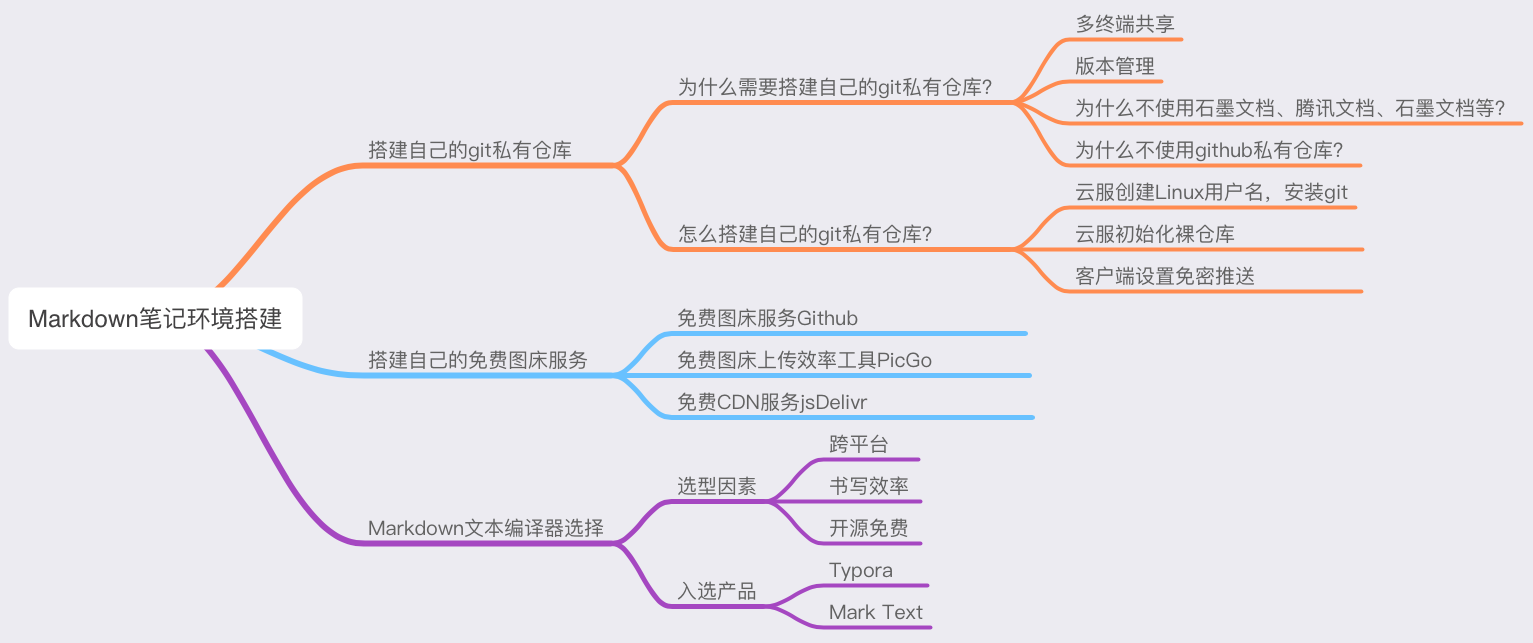 Markdown笔记环境搭建
搭建自己的git私有仓库
为什么需要搭建自己的git私有仓库?
多终端共享
版本管理
为什么不使用石墨文档、腾讯文档、石墨文档等?
为什么不使用github私有仓库?
怎么搭建自己的git私有仓库?
云服创建Linux用户名，安装git
云服初始化裸仓库
客户端设置免密推送
搭建自己的免费图床服务
免费图床服务Github
免费图床上传效率工具PicGo
免费CDN服务jsDelivr
Markdown文本编译器选择
选型因素
跨平台
书写效率
开源免费
入选产品
Typora
Mark Text